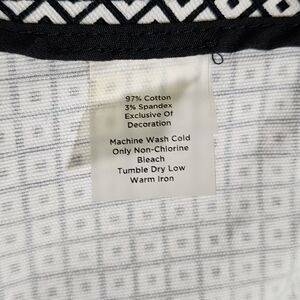 97% Cotton
3% Spandex
Exclusive Of
Decoration
Machine Wash Cold
Only Non-Chlorine
Bleach
Tumble Dry Low
Warm Iron